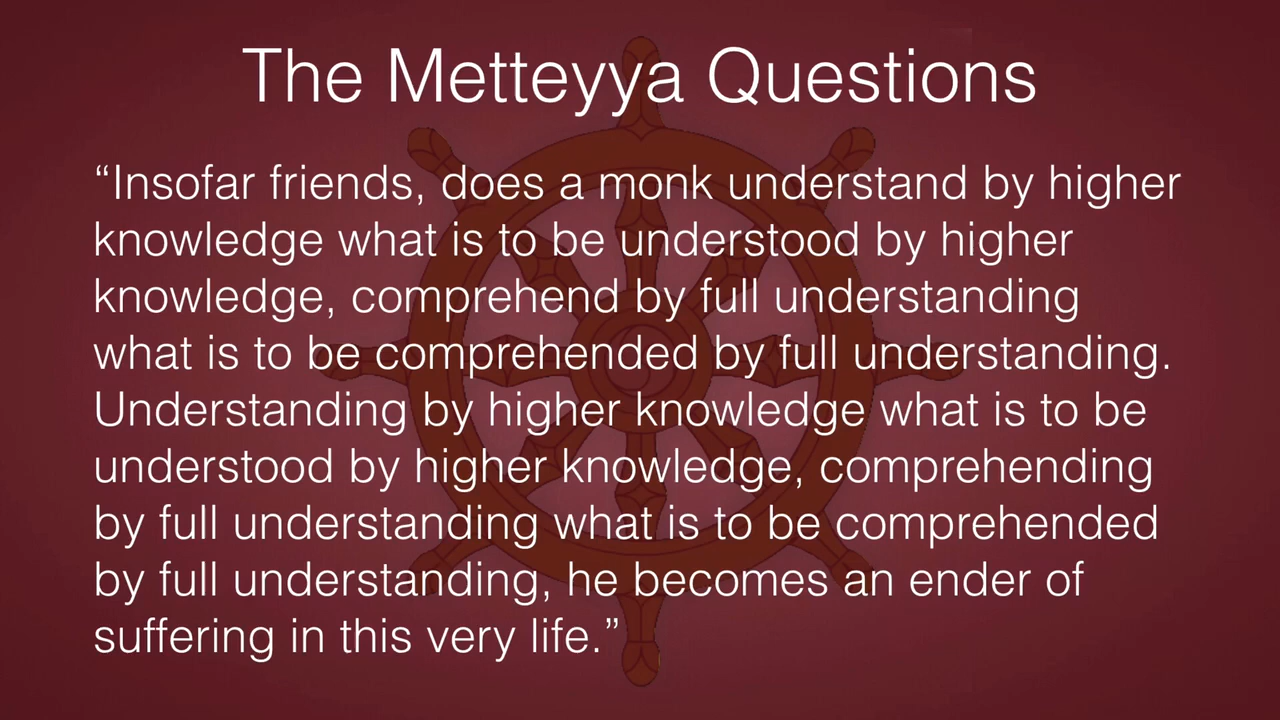 The Metteyya Questions
“Insofar friends, does a monk understand by higher
knowledge what is to be understood by higher
knowledge, comprehend by full understanding
what is to be comprehended by full understanding.
Understanding by higher knowledge what is to be
understood by higher knowledge, comprehending
by full understanding what is to be comprehended
by full understanding, he becomes an ender of
suffering in this very life.”